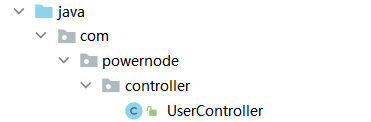 java
com
powernode
controller
UserController